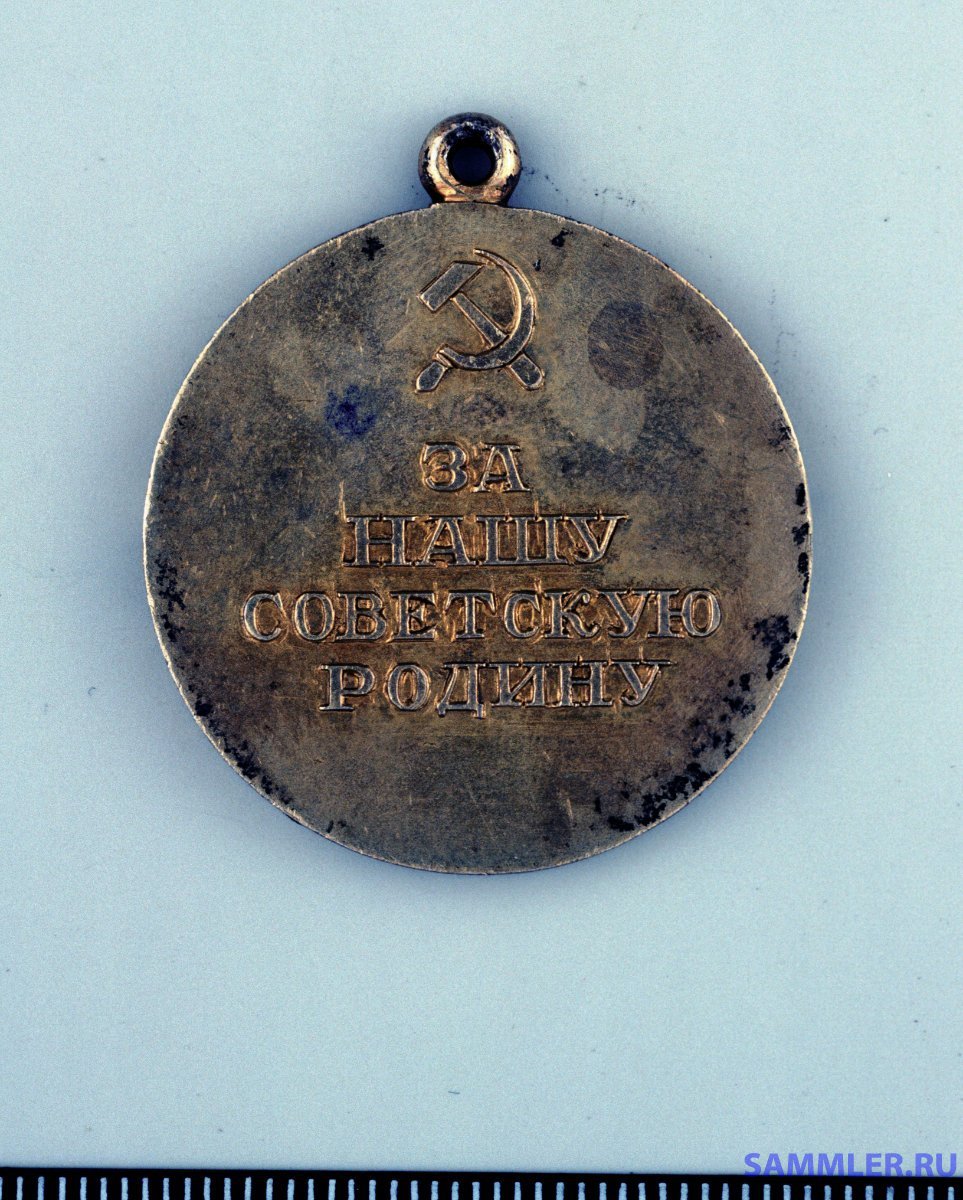 ЗА
НАШУ
СОВЕТСКУЮ
РОДИНУ
SAMMLER.RU